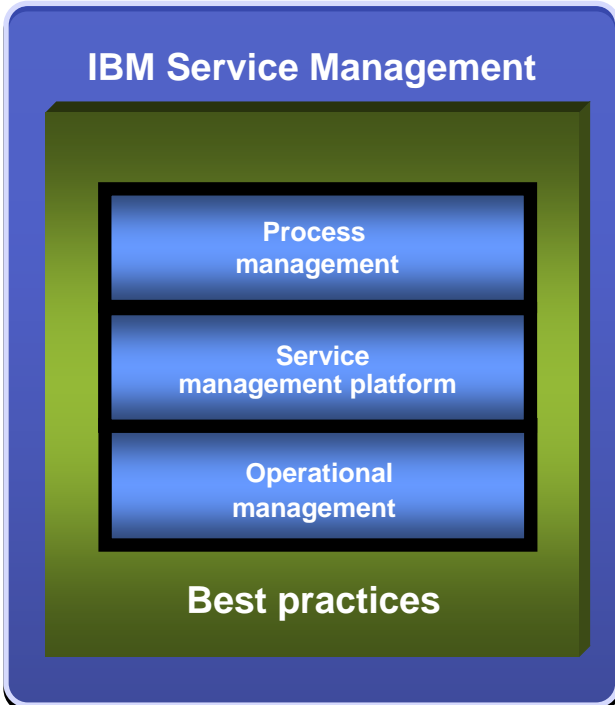 IBM Service Management
Process
management
Service
management platform
Operational
management
Best practices